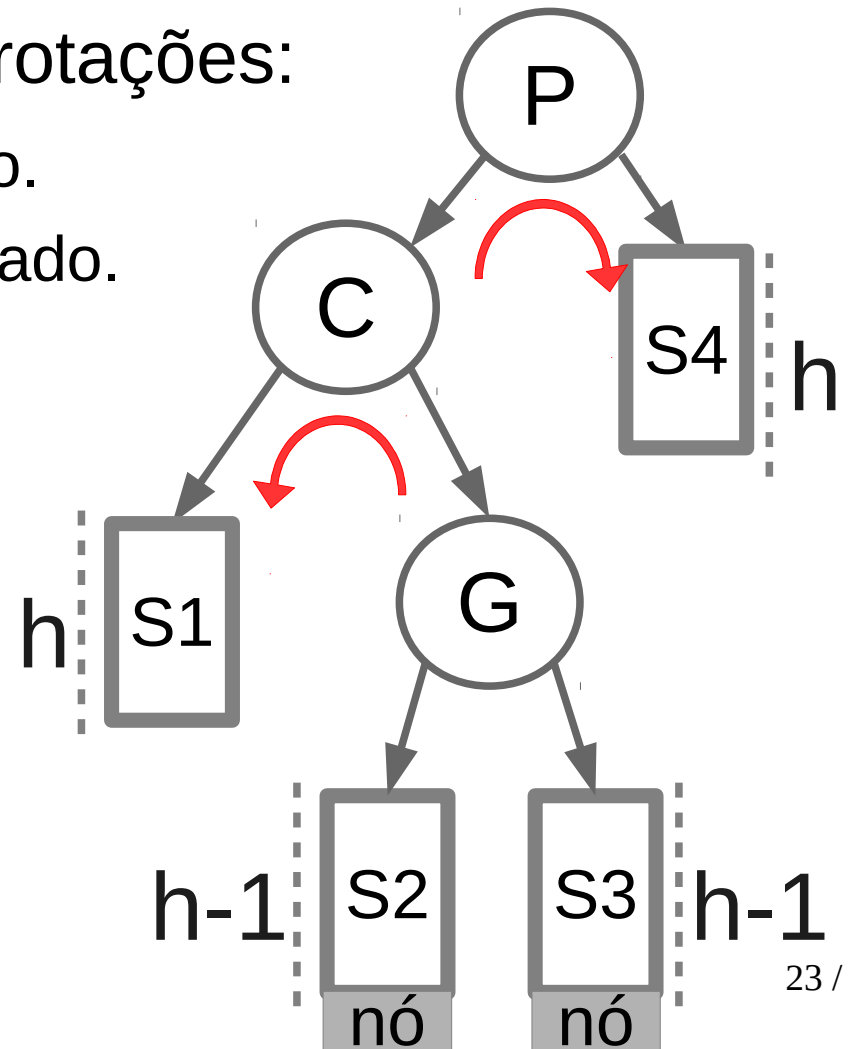 rotações:
P
o.
ado.
C
S4
h
S1
h
G
h-1
S2
S3
h-1
23 /
nó
nó